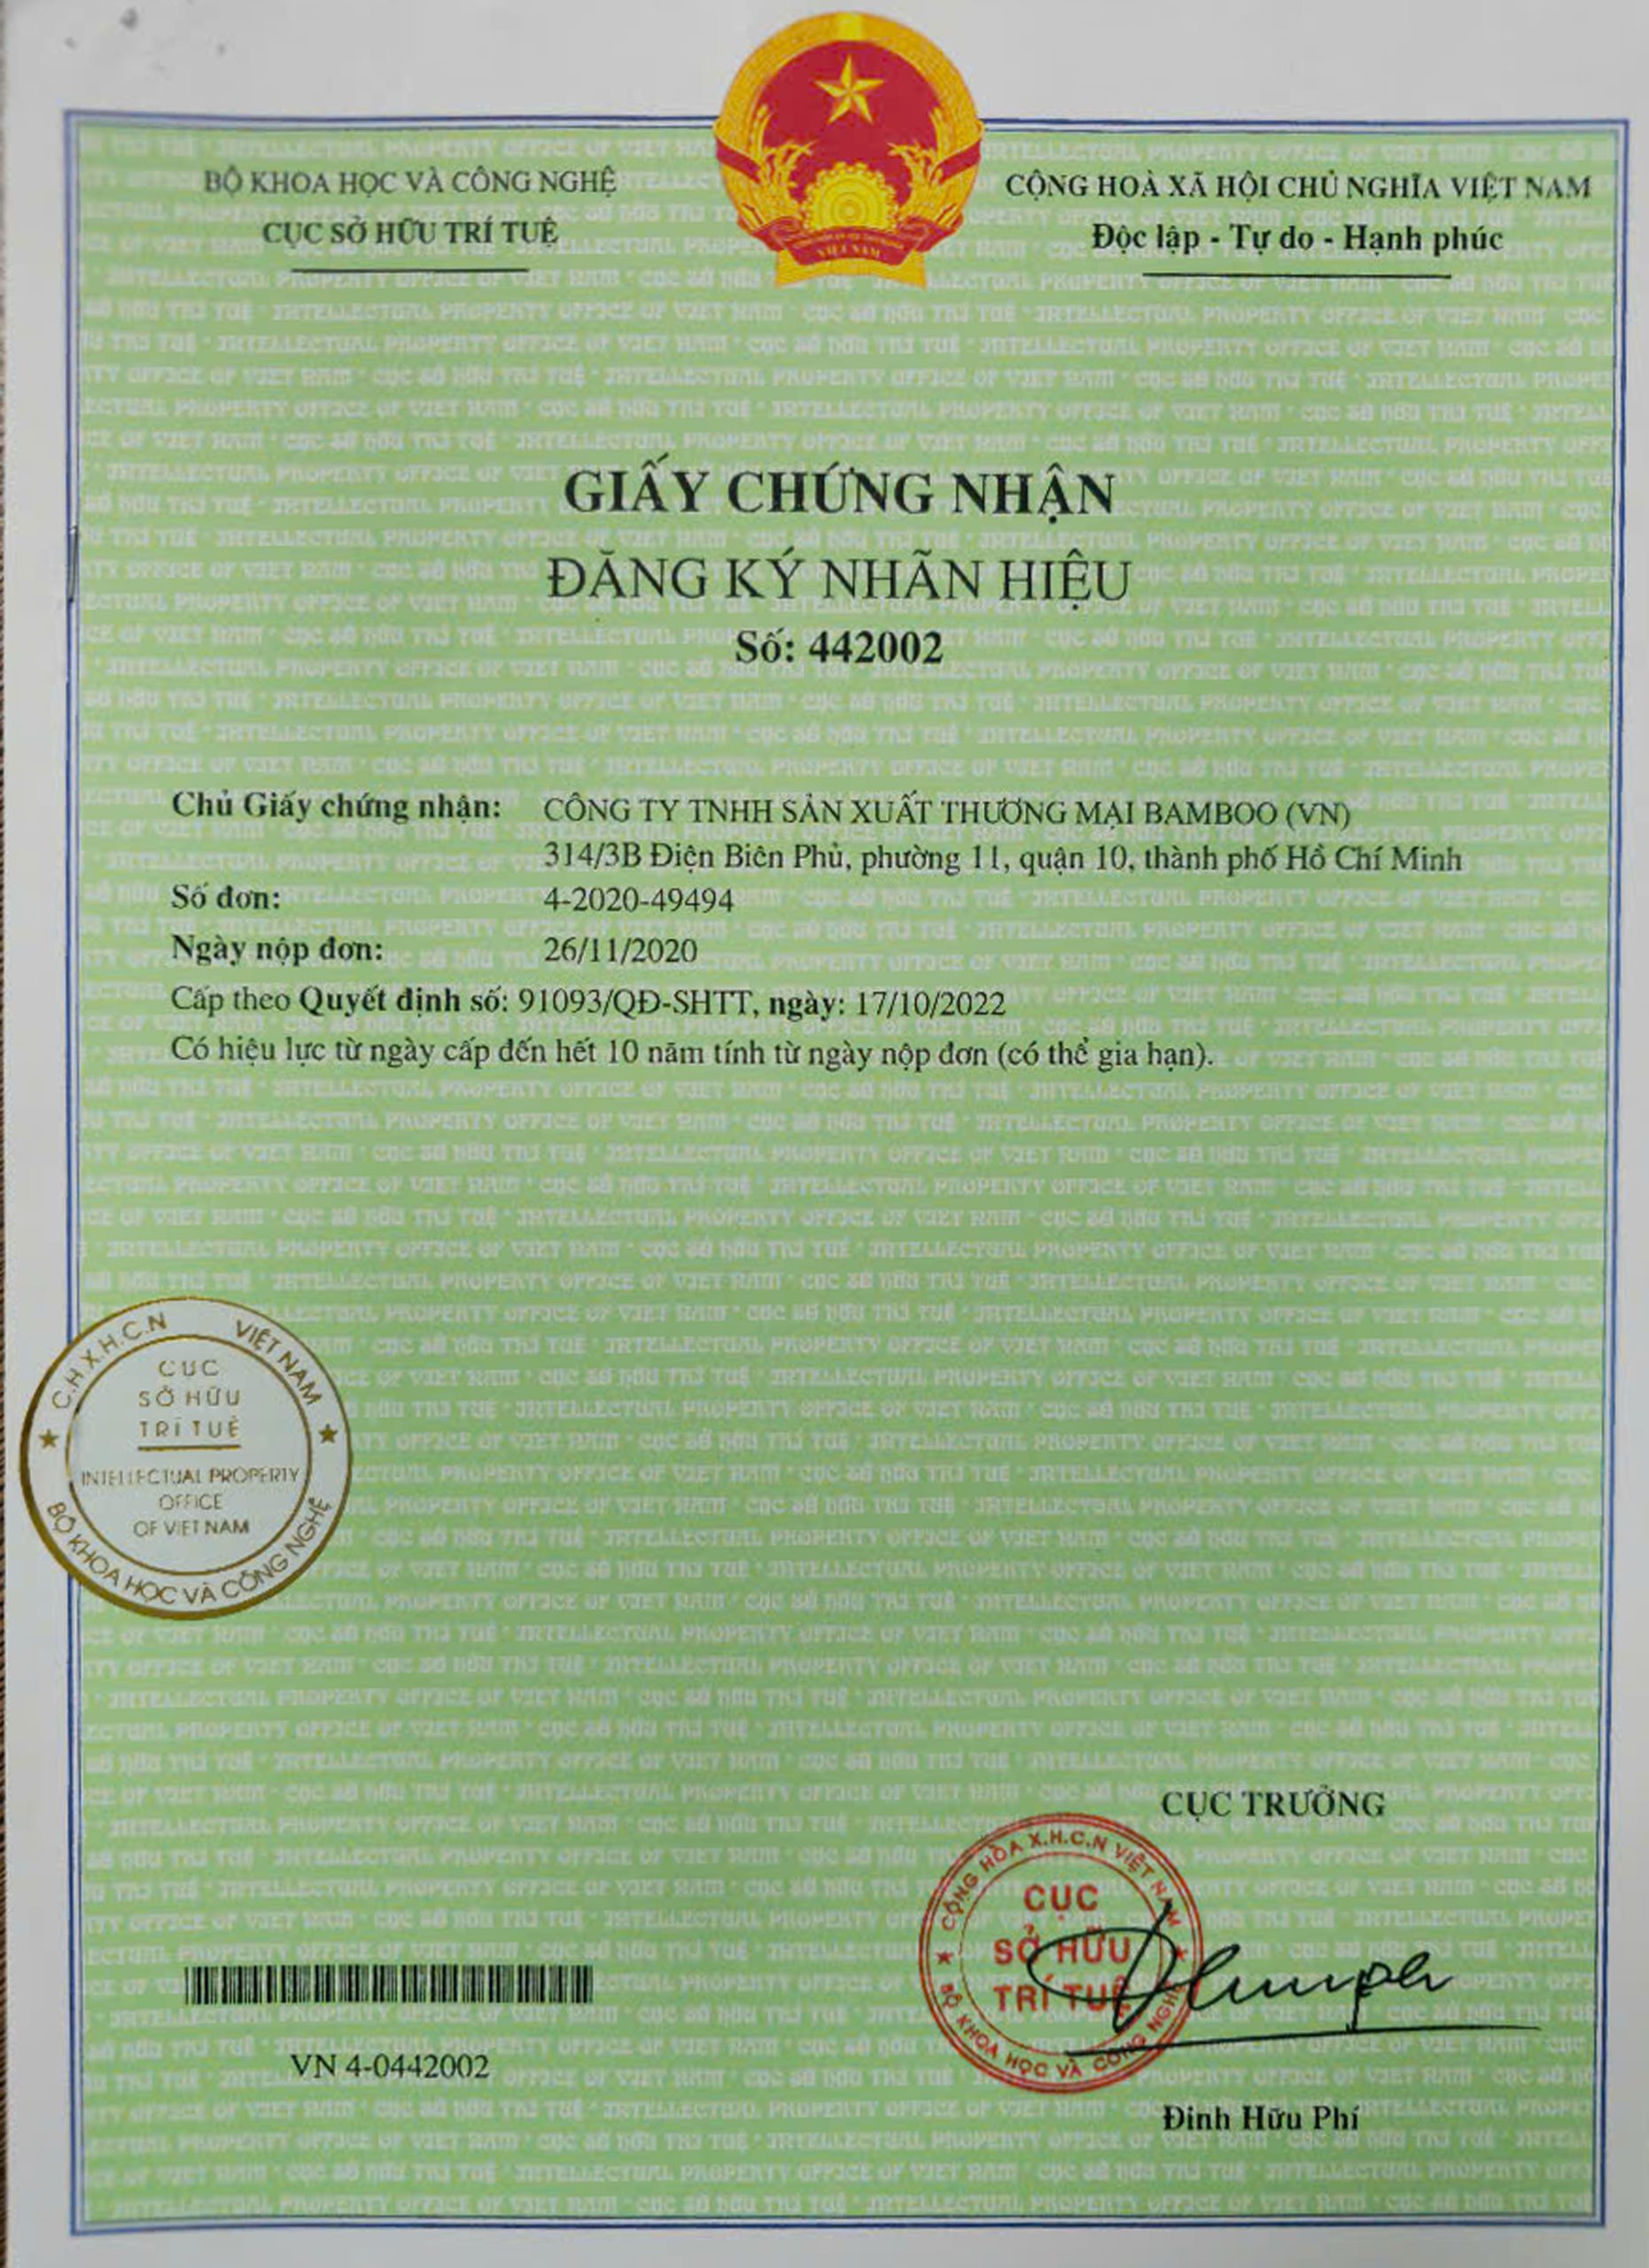 BỘ KHOA HỌC VÀ CÔNG NGHỆ
CỤC SỞ HỮU TRÍ TUỆ
CỘNG HOÀ XÃ HỘI CHỦ NGHĨA VIỆT NAM
Độc lập - Tự do - Hạnh phúc
VIỆT NAM
GIẤY CHỨNG NHẬN
ĐĂNG KÝ NHÃN HIỆU
Số: 442002
Chủ Giấy chứng nhận: CÔNG TY TNHH SẢN XUẤT THƯƠNG MẠI BAMBOO (VN)
314/3B Điện Biên Phủ, phường 11, quận 10, thành phố Hồ Chí Minh
Số đơn: 4-2020-49494
Ngày nộp đơn: 26/11/2020
Cấp theo Quyết định số: 91093/QĐ-SHTT, ngày: 17/10/2022
Có hiệu lực từ ngày cấp đến hết 10 năm tính từ ngày nộp đơn (có thể gia hạn).
C.H.X.H.C.N VIỆT NAM
CỤC
SỞ HỮU
TRÍ TUỆ
INTELLECTUAL PROPERTY
OFFICE
OF VIET NAM
BỘ KHOA HỌC VÀ CÔNG NGHỆ
CỤC TRƯỞNG
CỘNG HÒA X.H.C.N VIỆT NAM
CỤC
SỞ HỮU
TRÍ TUỆ
BỘ KHOA HỌC VÀ CÔNG NGHỆ
VN 4-0442002
Đinh Hữu Phí